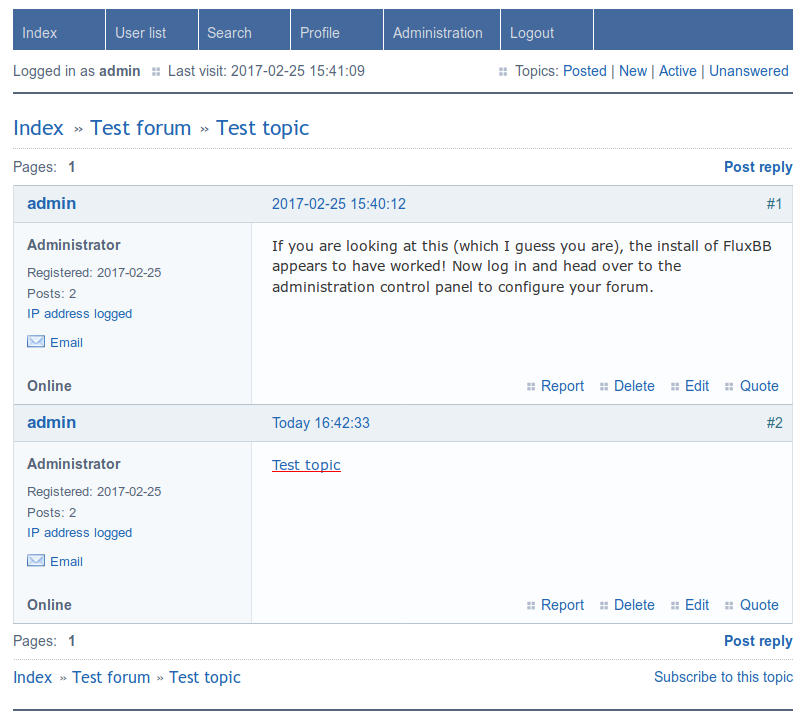 Index User list Search Profile Administration Logout
Logged in as admin Last visit: 2017-02-25 15:41:09 Topics: Posted | New | Active | Unanswered
Index » Test forum » Test topic
Pages: 1 Post reply
admin 2017-02-25 15:40:12 #1
Administrator
Registered: 2017-02-25
Posts: 2
IP address logged
Email
If you are looking at this (which I guess you are), the install of FluxBB
appears to have worked! Now log in and head over to the
administration control panel to configure your forum.
Online Report Delete Edit Quote
admin Today 16:42:33 #2
Administrator
Registered: 2017-02-25
Posts: 2
IP address logged
Email
Test topic
Online Report Delete Edit Quote
Pages: 1 Post reply
Index » Test forum » Test topic Subscribe to this topic